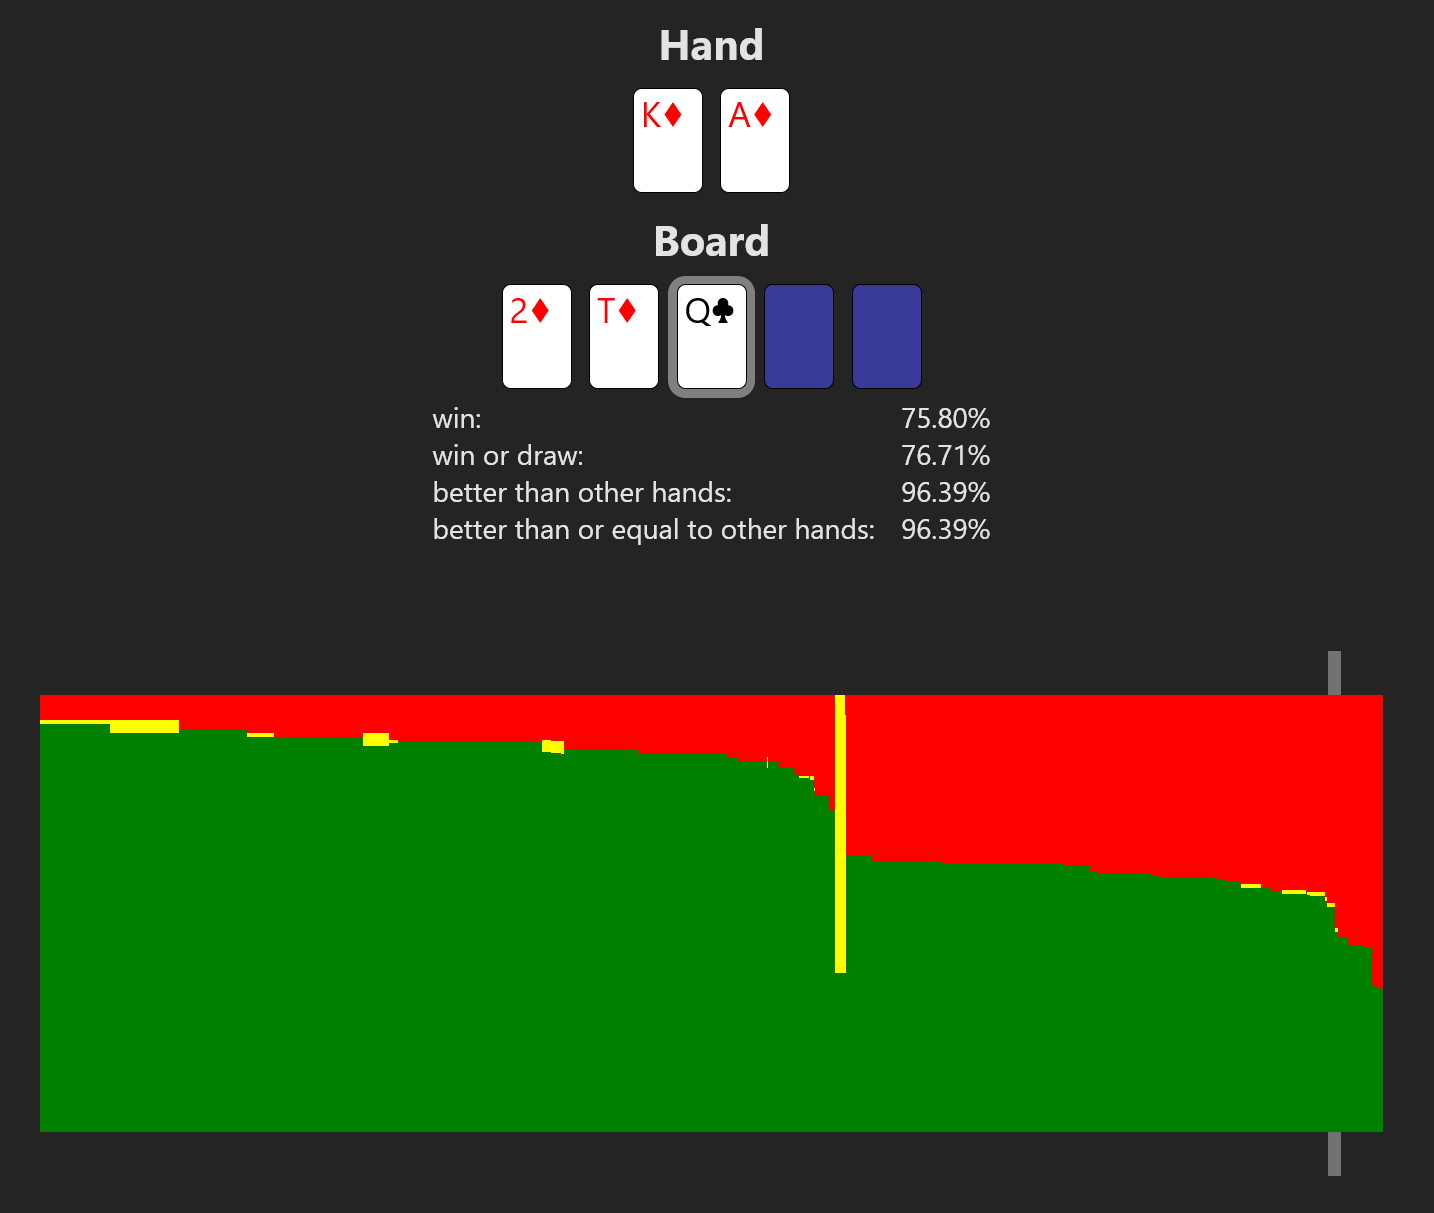 Hand
K♦ A♦
Board
2♦ T♦ Q♣
win: 75.80%
win or draw: 76.71%
better than other hands: 96.39%
better than or equal to other hands: 96.39%